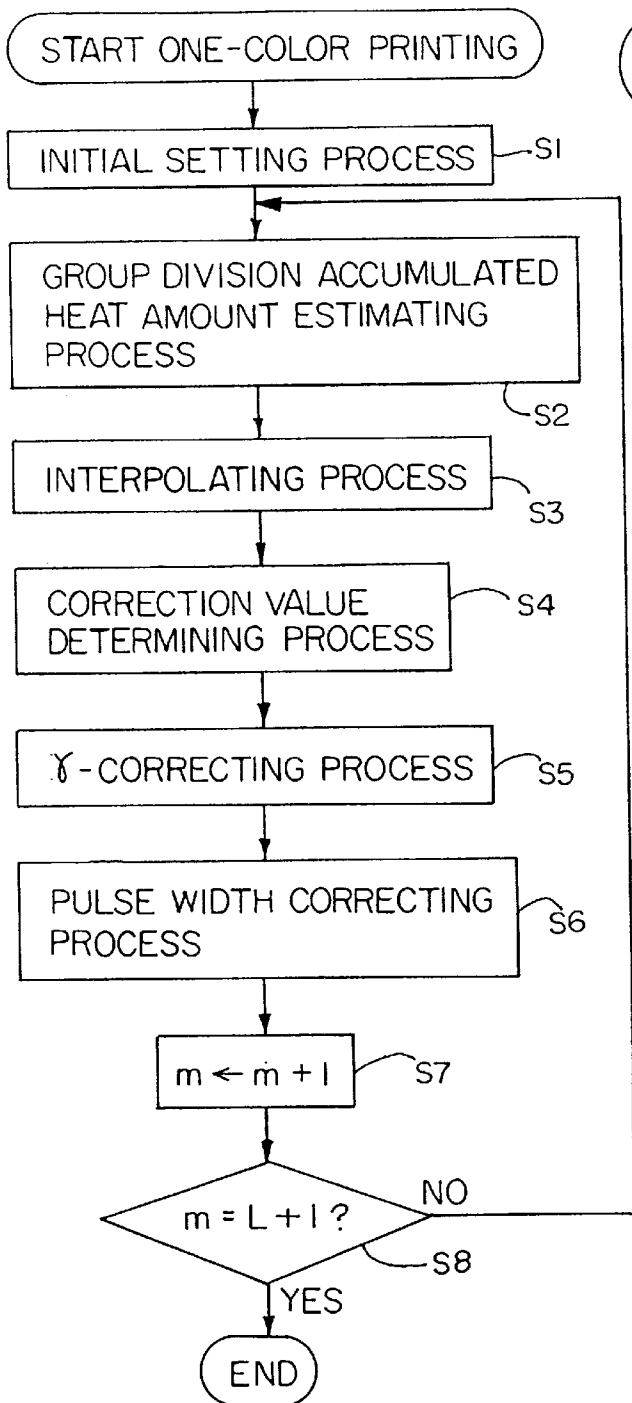 START ONE-COLOR PRINTING
INITIAL SETTING PROCESS
S1
GROUP DIVISION ACCUMULATED
HEAT AMOUNT ESTIMATING
PROCESS
S2
INTERPOLATING PROCESS
S3
CORRECTION VALUE
DETERMINING PROCESS
S4
γ-CORRECTING PROCESS
S5
PULSE WIDTH CORRECTING
PROCESS
S6
m ← m + 1
S7
m = L + 1 ?
NO
S8
YES
END